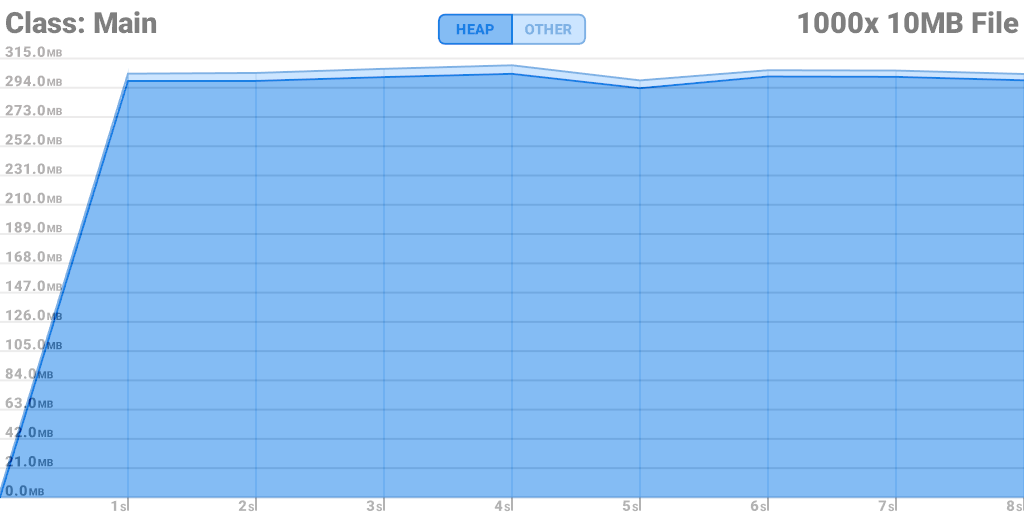 Class: Main
HEAP OTHER
1000x 10MB File
315.0MB
294.0MB
273.0MB
252.0MB
231.0MB
210.0MB
189.0MB
168.0MB
147.0MB
126.0MB
105.0MB
84.0MB
63.0MB
42.0MB
21.0MB
0.0MB
1s 2s 3s 4s 5s 6s 7s 8s